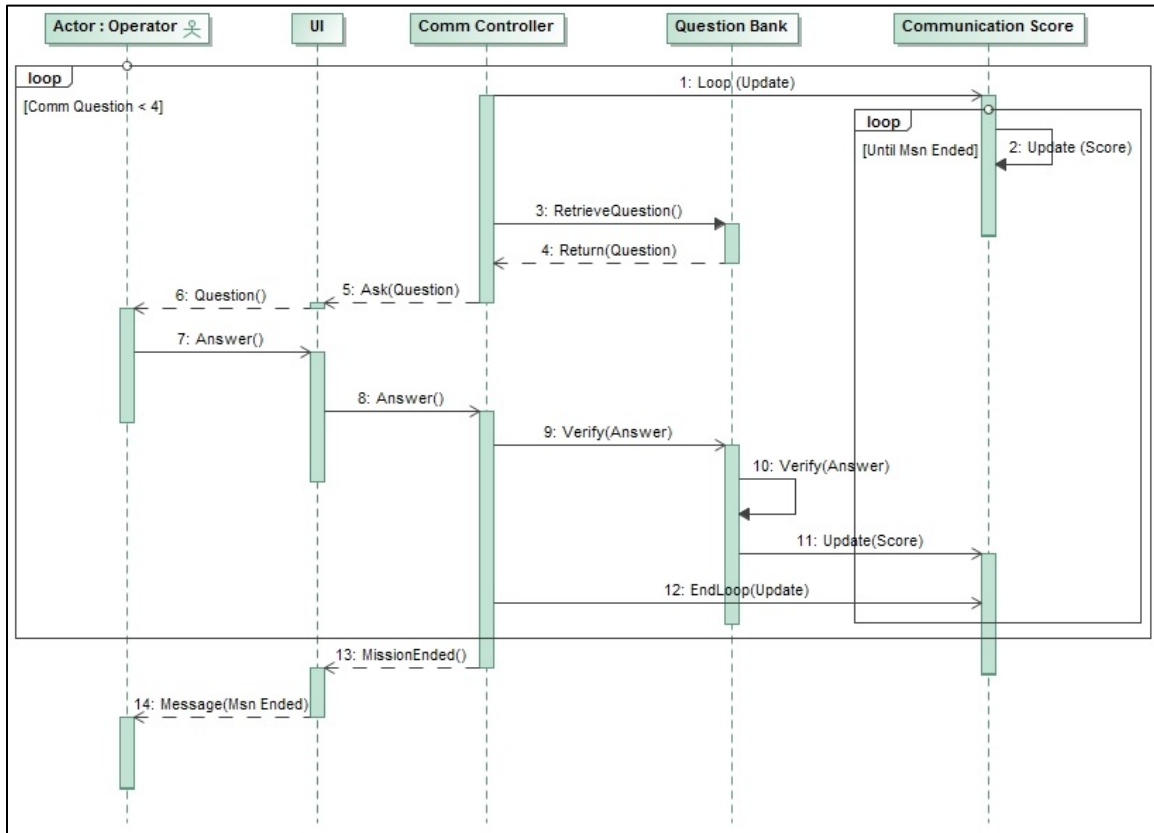 Actor : Operator
UI
Comm Controller
Question Bank
Communication Score
loop
[Comm Question < 4]
1: Loop (Update)
loop
[Until Msn Ended]
2: Update (Score)
3: RetrieveQuestion()
4: Return(Question)
5: Ask(Question)
6: Question()
7: Answer()
8: Answer()
9: Verify(Answer)
10: Verify(Answer)
11: Update(Score)
12: EndLoop(Update)
13: MissionEnded()
14: Message(Msn Ended)